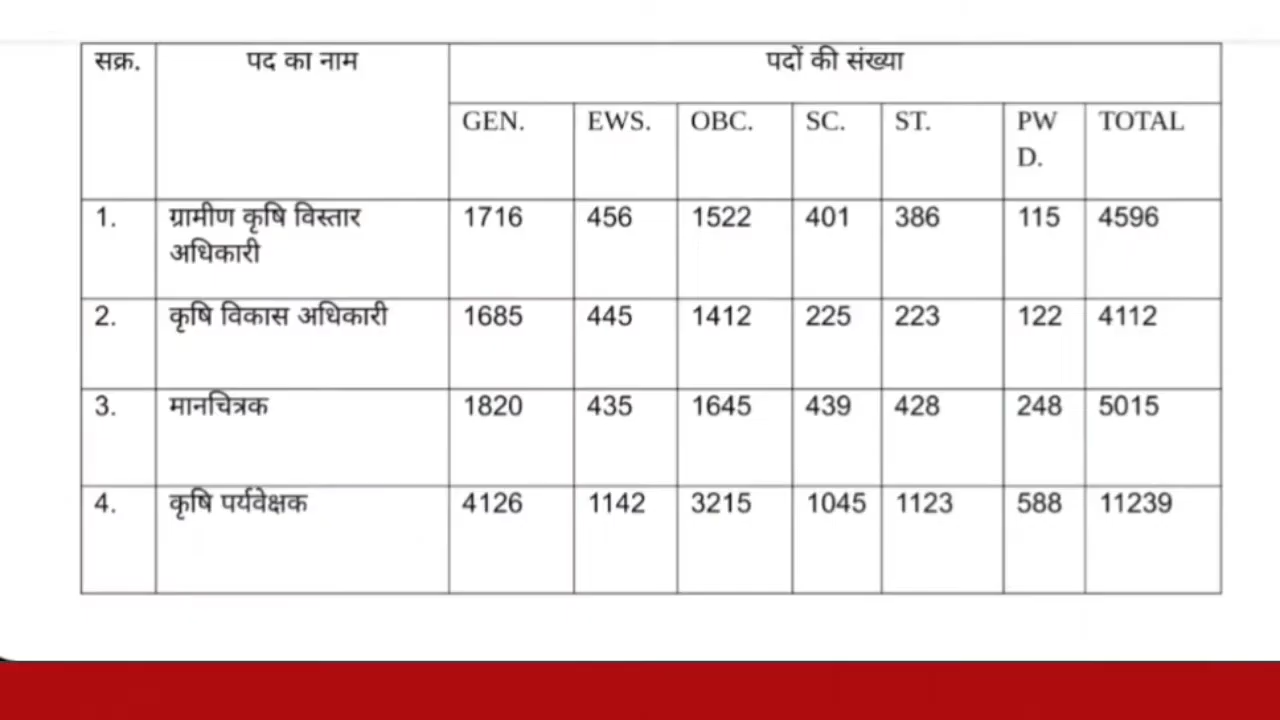 सक्र. पद का नाम पदों की संख्या
GEN. EWS. OBC. SC. ST. PW TOTAL
D.
1. ग्रामीण कृषि विस्तार 1716 456 1522 401 386 115 4596
अधिकारी
2. कृषि विकास अधिकारी 1685 445 1412 225 223 122 4112
3. मानचित्रक 1820 435 1645 439 428 248 5015
4. कृषि पर्यवेक्षक 4126 1142 3215 1045 1123 588 11239